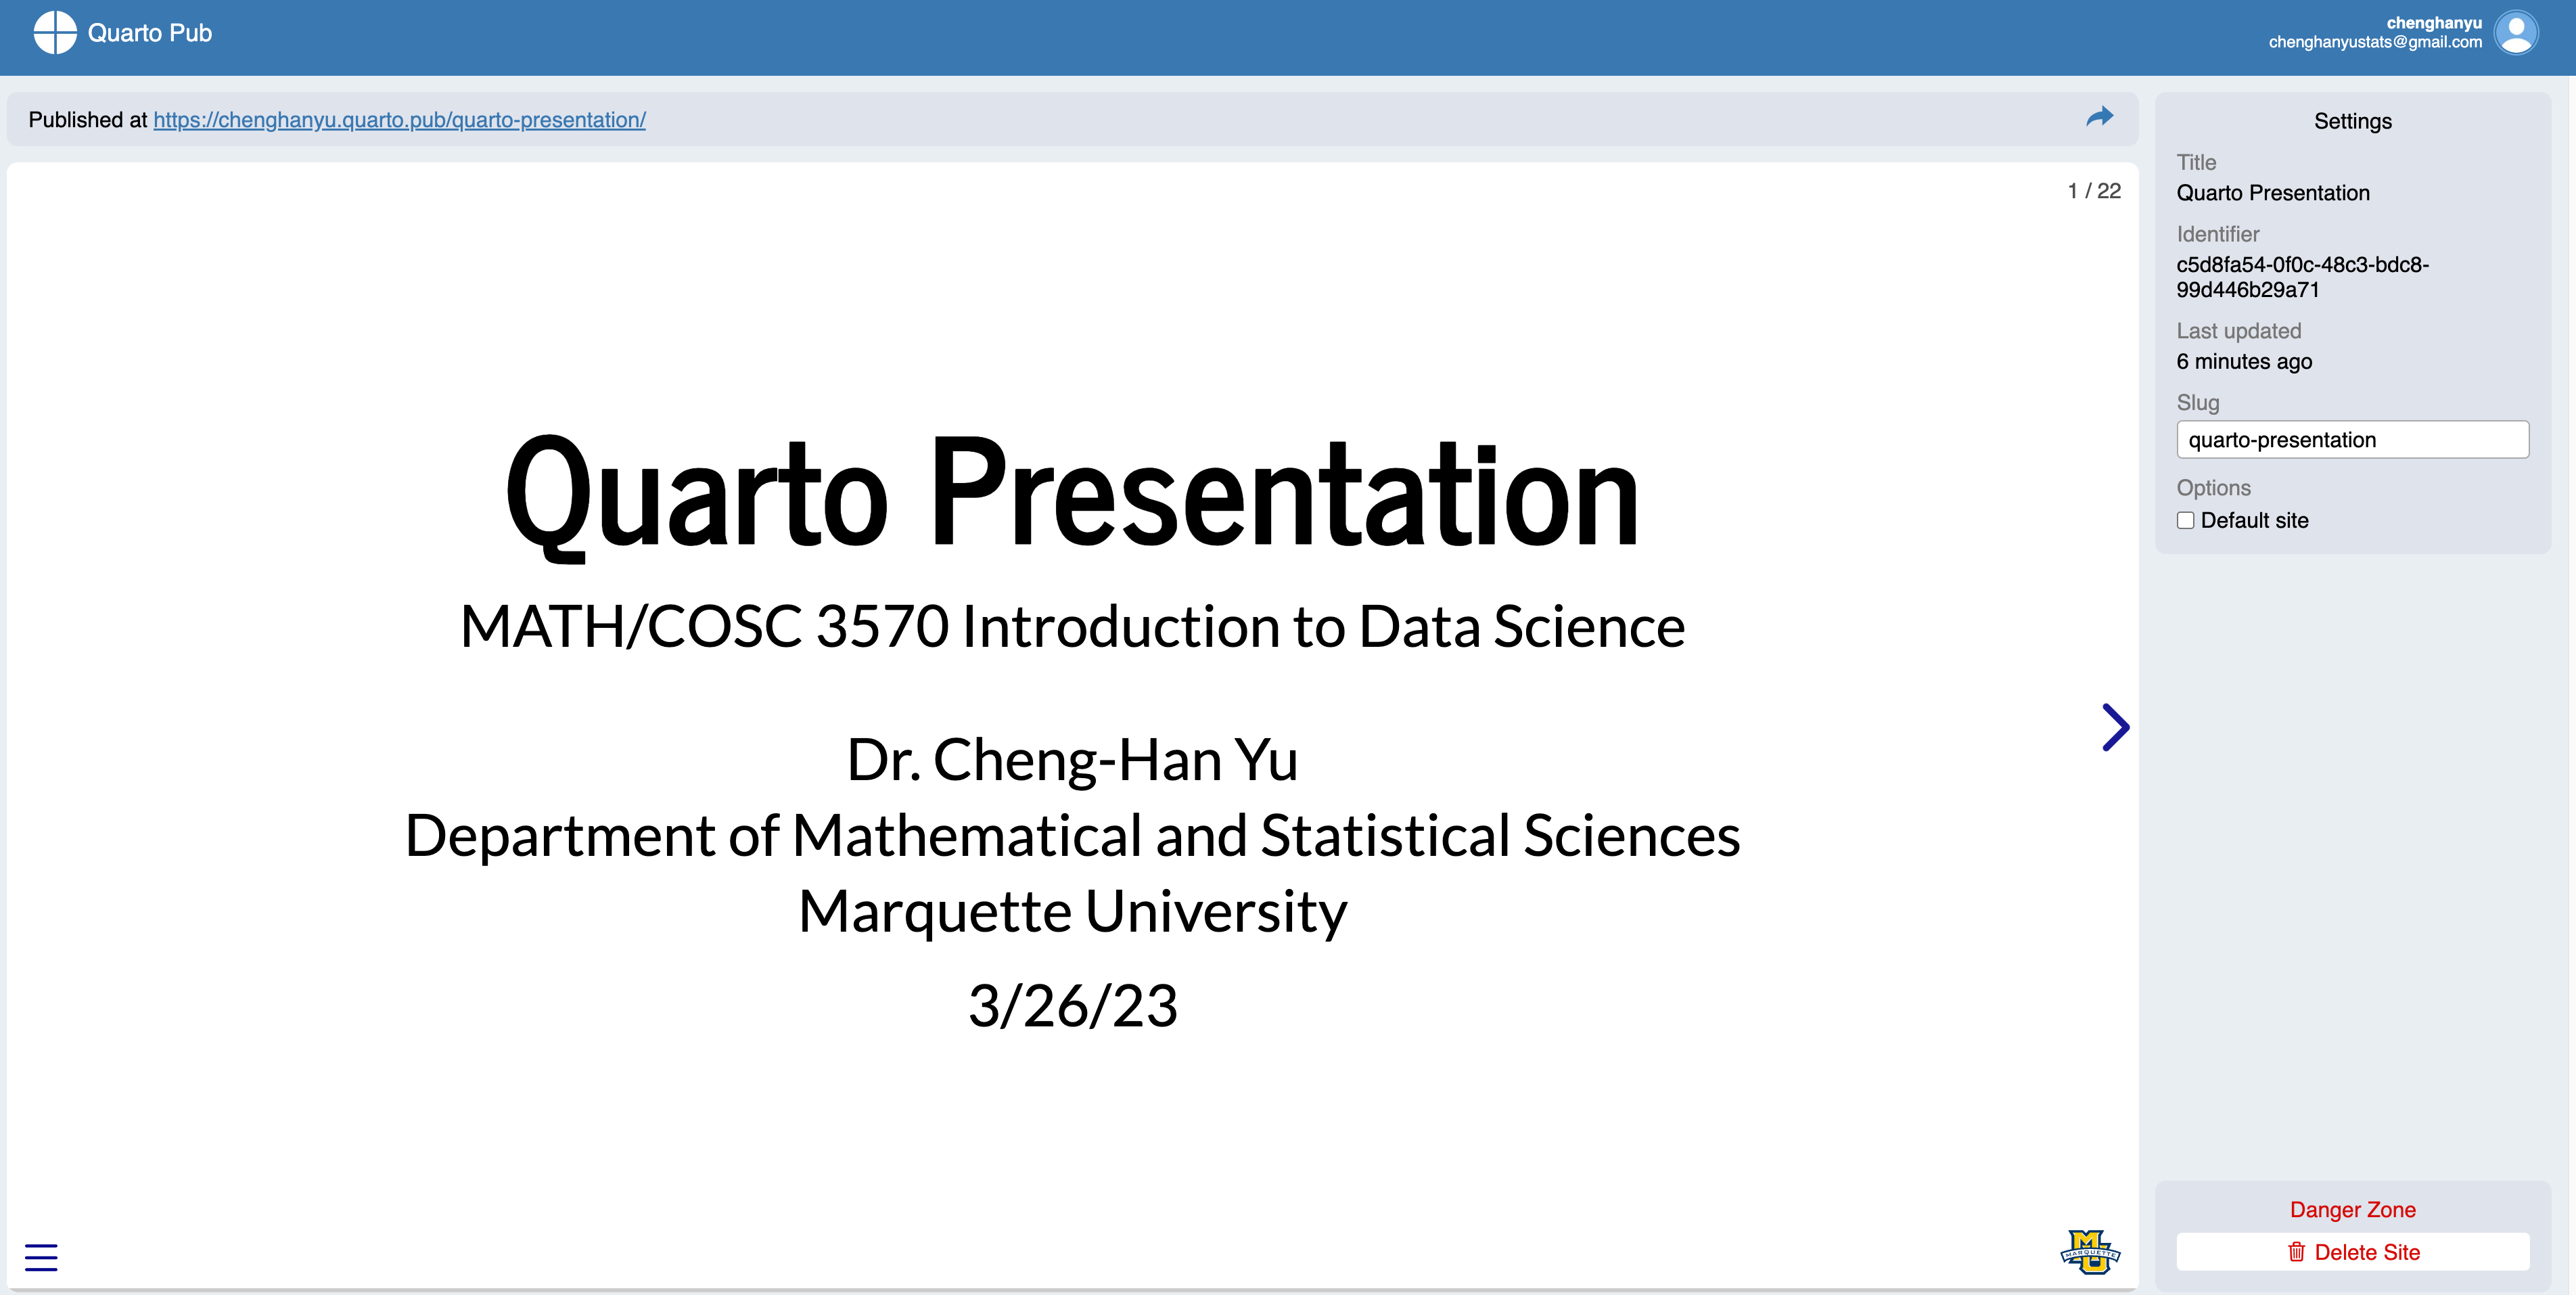 Quarto Pub
chenghanyu
chenghanyustats@gmail.com
Published at https://chenghanyu.quarto.pub/quarto-presentation/
1 / 22
Quarto Presentation
MATH/COSC 3570 Introduction to Data Science
Dr. Cheng-Han Yu
Department of Mathematical and Statistical Sciences
Marquette University
3/26/23
MU
MARQUETTE
Settings
Title
Quarto Presentation
Identifier
c5d8fa54-0f0c-48c3-bdc8-
99d446b29a71
Last updated
6 minutes ago
Slug
quarto-presentation
Options
Default site
Danger Zone
Delete Site